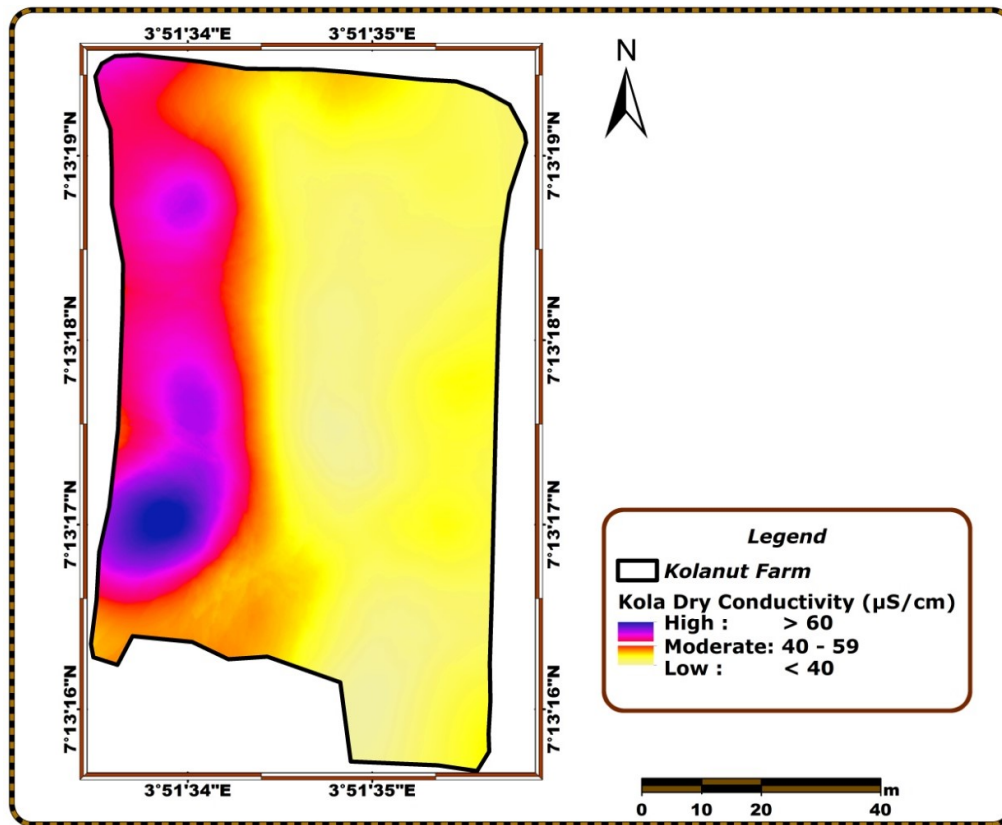 3°51'34"E 3°51'35"E
N
7°13'19"N 7°13'19"N
7°13'18"N 7°13'18"N
7°13'17"N 7°13'17"N
7°13'16"N 7°13'16"N
3°51'34"E 3°51'35"E
Legend
Kolanut Farm
Kola Dry Conductivity (µS/cm)
High : > 60
Moderate: 40 - 59
Low : < 40
m
0 10 20 40